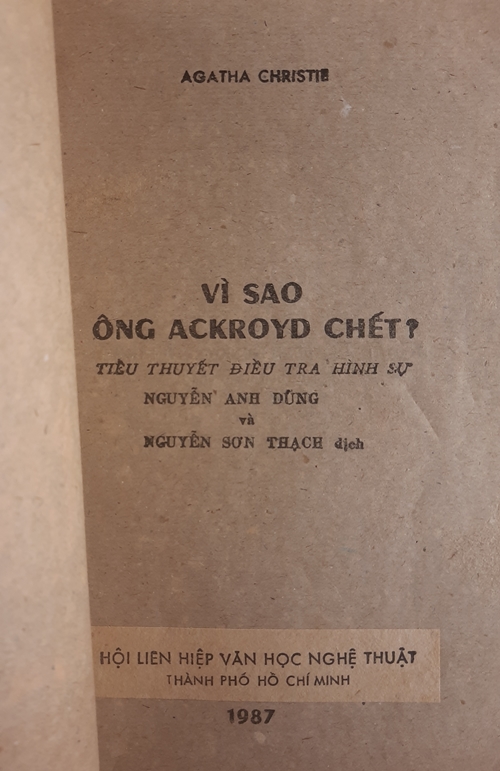 AGATHA CHRISTIE
VÌ SAO
ÔNG ACKROYD CHẾT?
TIỂU THUYẾT ĐIỀU TRA HÌNH SỰ
NGUYỄN ANH DŨNG
và
NGUYỄN SƠN THẠCH dịch
HỘI LIÊN HIỆP VĂN HỌC NGHỆ THUẬT
THÀNH PHỐ HỒ CHÍ MINH
1987